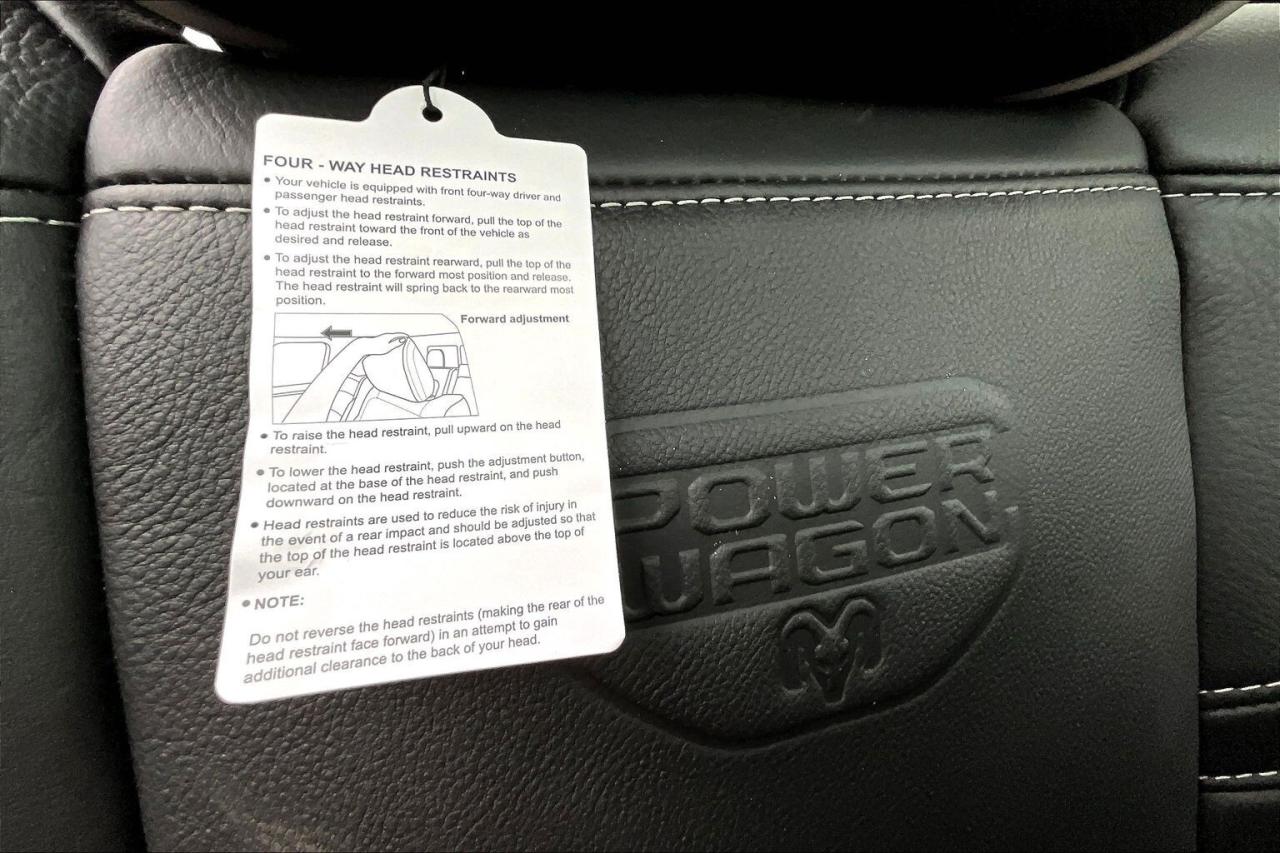 FOUR - WAY HEAD RESTRAINTS
• Your vehicle is equipped with front four-way driver and
passenger head restraints.
• To adjust the head restraint forward, pull the top of the
head restraint toward the front of the vehicle as
desired and release.
• To adjust the head restraint rearward, pull the top of the
head restraint to the forward most position and release.
The head restraint will spring back to the rearward most
position.
Forward adjustment
• To raise the head restraint, pull upward on the head
restraint.
• To lower the head restraint, push the adjustment button,
located at the base of the head restraint, and push
downward on the head restraint.
• Head restraints are used to reduce the risk of injury in
the event of a rear impact and should be adjusted so that
the top of the head restraint is located above the top of
your ear.
• NOTE:
Do not reverse the head restraints (making the rear of the
head restraint face forward) in an attempt to gain
additional clearance to the back of your head.
POWER
WAGON